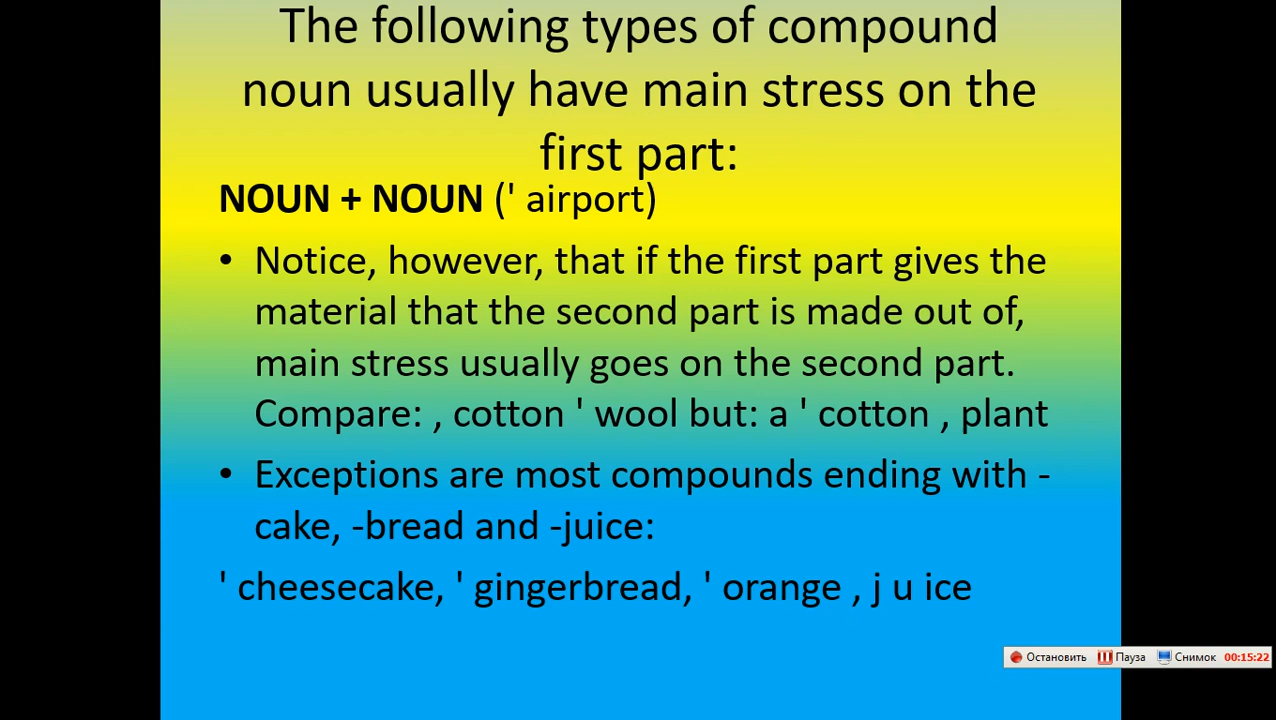 The following types of compound
noun usually have main stress on the
first part:
NOUN + NOUN (' airport)
• Notice, however, that if the first part gives the
material that the second part is made out of,
main stress usually goes on the second part.
Compare: , cotton ' wool but: a ' cotton , plant
• Exceptions are most compounds ending with -
cake, -bread and -juice:
' cheesecake, ' gingerbread, ' orange , j u ice
Остановить Пауза Снимок 00:15:22